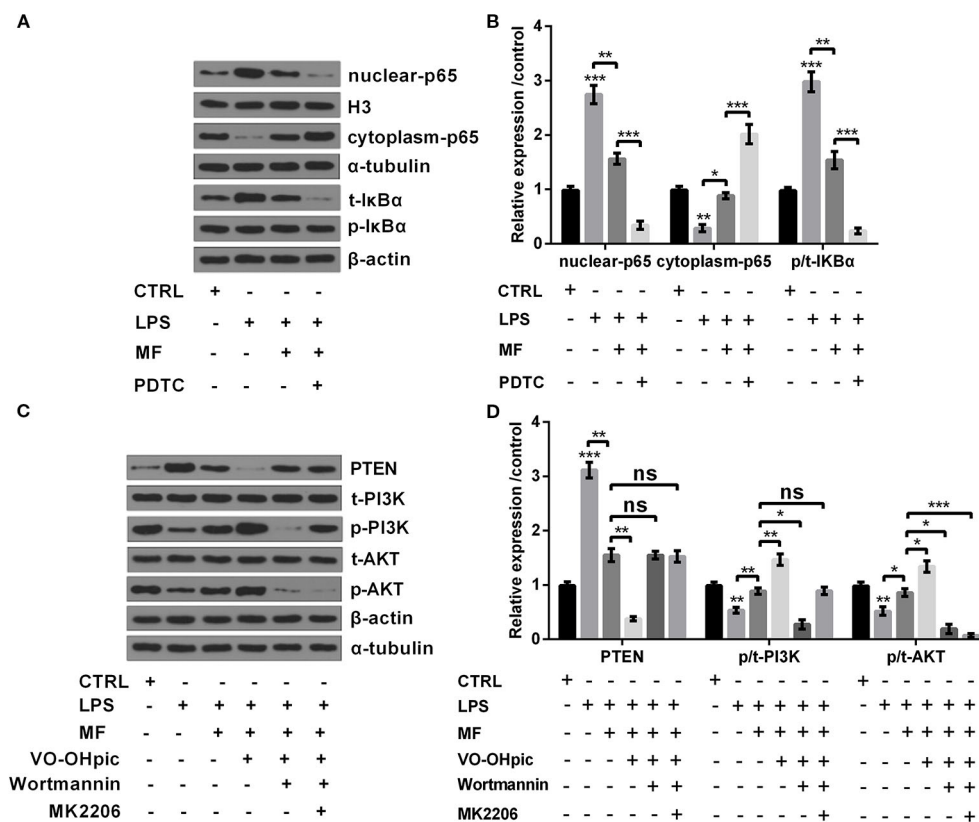 A
nuclear-p65
H3
cytoplasm-p65
α-tubulin
t-IκBα
p-IκBα
β-actin
CTRL + - - -
LPS - + + +
MF - - + +
PDTC - - - +
B
Relative expression /control
4
3
2
1
0
*** ** *** ** * *** *** ** ***
nuclear-p65 cytoplasm-p65 p/t-IKBα
CTRL + - - - + - - - + - - -
LPS - + + + - + + + - + + +
MF - - + + - - + + - - + +
PDTC - - - + - - - + - - - +
C
PTEN
t-PI3K
p-PI3K
t-AKT
p-AKT
β-actin
α-tubulin
CTRL + - - - - -
LPS - + + + + +
MF - - + + + +
VO-OHpic - - - + + +
Wortmannin - - - - + +
MK2206 - - - - - +
D
Relative expression /control
4
3
2
1
0
*** ** ** ns ns
** ** ** * ns
** * * * ***
PTEN p/t-PI3K p/t-AKT
CTRL + - - - - - + - - - - - + - - - - -
LPS - + + + + + - + + + + + - + + + + +
MF - - + + + + - - + + + + - - + + + +
VO-OHpic - - - + + + - - - + + + - - - + + +
Wortmannin - - - - + + - - - - + + - - - - + +
MK2206 - - - - - + - - - - - + - - - - - +